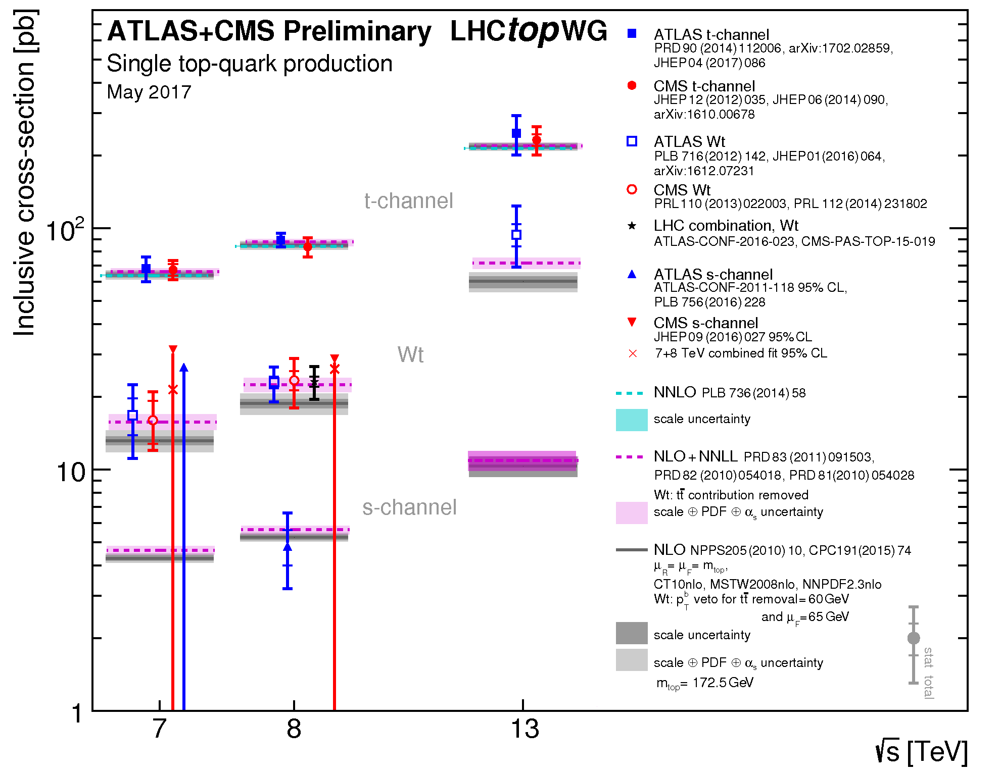 ATLAS+CMS Preliminary LHCtopWG
Single top-quark production
May 2017
Inclusive cross-section [pb]
10²
10
1
7
8
13
√s [TeV]
t-channel
Wt
s-channel
ATLAS t-channel
PRD 90 (2014) 112006, arXiv:1702.02859,
JHEP 04 (2017) 086
CMS t-channel
JHEP 12 (2012) 035, JHEP 06 (2014) 090,
arXiv:1610.00678
ATLAS Wt
PLB 716 (2012) 142, JHEP 01 (2016) 064,
arXiv:1612.07231
CMS Wt
PRL 110 (2013) 022003, PRL 112 (2014) 231802
LHC combination, Wt
ATLAS-CONF-2016-023, CMS-PAS-TOP-15-019
ATLAS s-channel
ATLAS-CONF-2011-118 95% CL,
PLB 756 (2016) 228
CMS s-channel
JHEP 09 (2016) 027 95% CL
7+8 TeV combined fit 95% CL
NNLO PLB 736 (2014) 58
scale uncertainty
NLO + NNLL PRD 83 (2011) 091503,
PRD 82 (2010) 054018, PRD 81 (2010) 054028
Wt: tt̄ contribution removed
scale ⊕ PDF ⊕ αs uncertainty
NLO NPPS205 (2010) 10, CPC191 (2015) 74
μR = μF = mtop,
CT10nlo, MSTW2008nlo, NNPDF2.3nlo
Wt: pTb veto for tt̄ removal = 60 GeV
and μF = 65 GeV
scale uncertainty
scale ⊕ PDF ⊕ αs uncertainty
mtop = 172.5 GeV
stat total